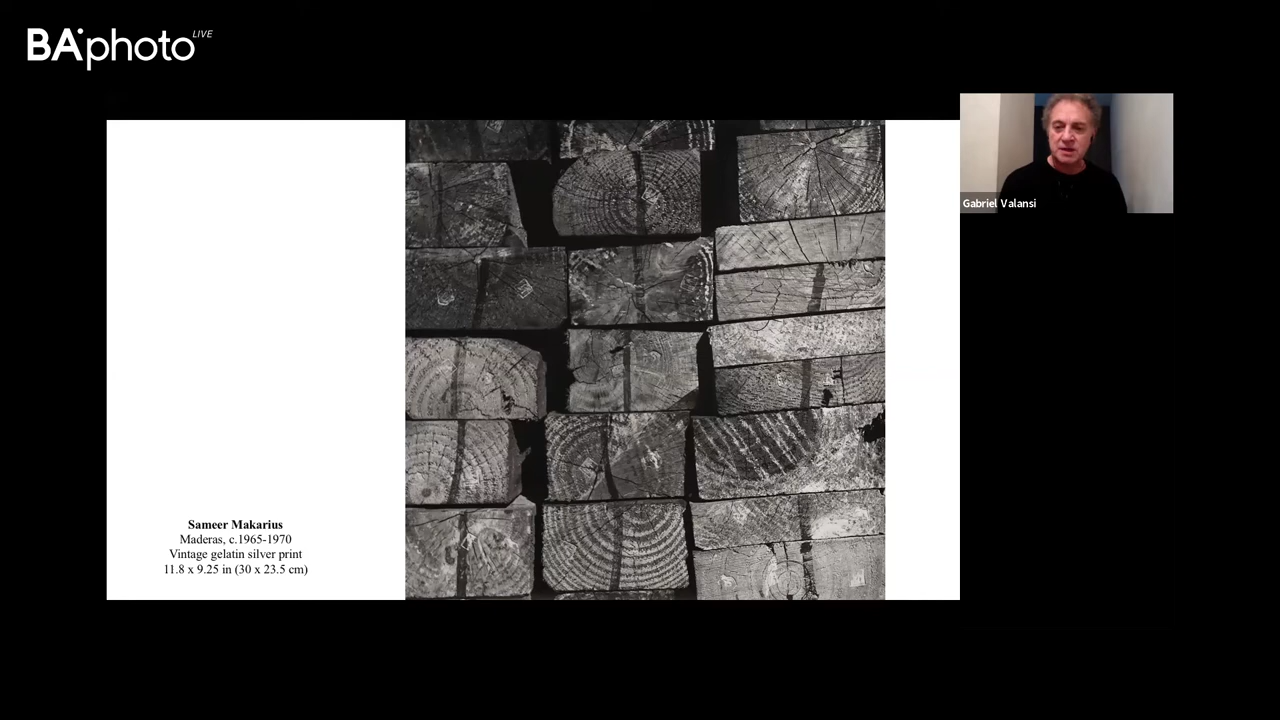 BAphoto LIVE
Gabriel Valansi
Sameer Makarius
Maderas, c.1965-1970
Vintage gelatin silver print
11.8 x 9.25 in (30 x 23.5 cm)